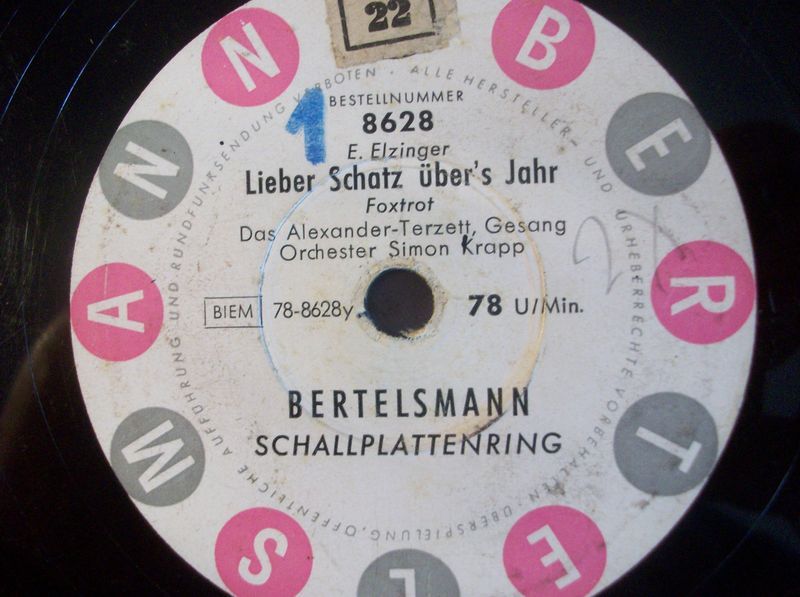 22
BESTELLNUMMER
8628
1
E. Elzinger
Lieber Schatz über's Jahr
Foxtrot
Das Alexander-Terzett, Gesang
Orchester Simon Krapp
BIEM 78-8628y 78 U/Min.
BERTELSMANN
SCHALLPLATTENRING
BERTELSMANN
ALLE HERSTELLER- UND URHEBERRECHTE VORBEHALTEN · ÜBERSPIELUNG, ÖFFENTLICHE AUFFÜHRUNG UND RUNDFUNKSENDUNG VERBOTEN ·